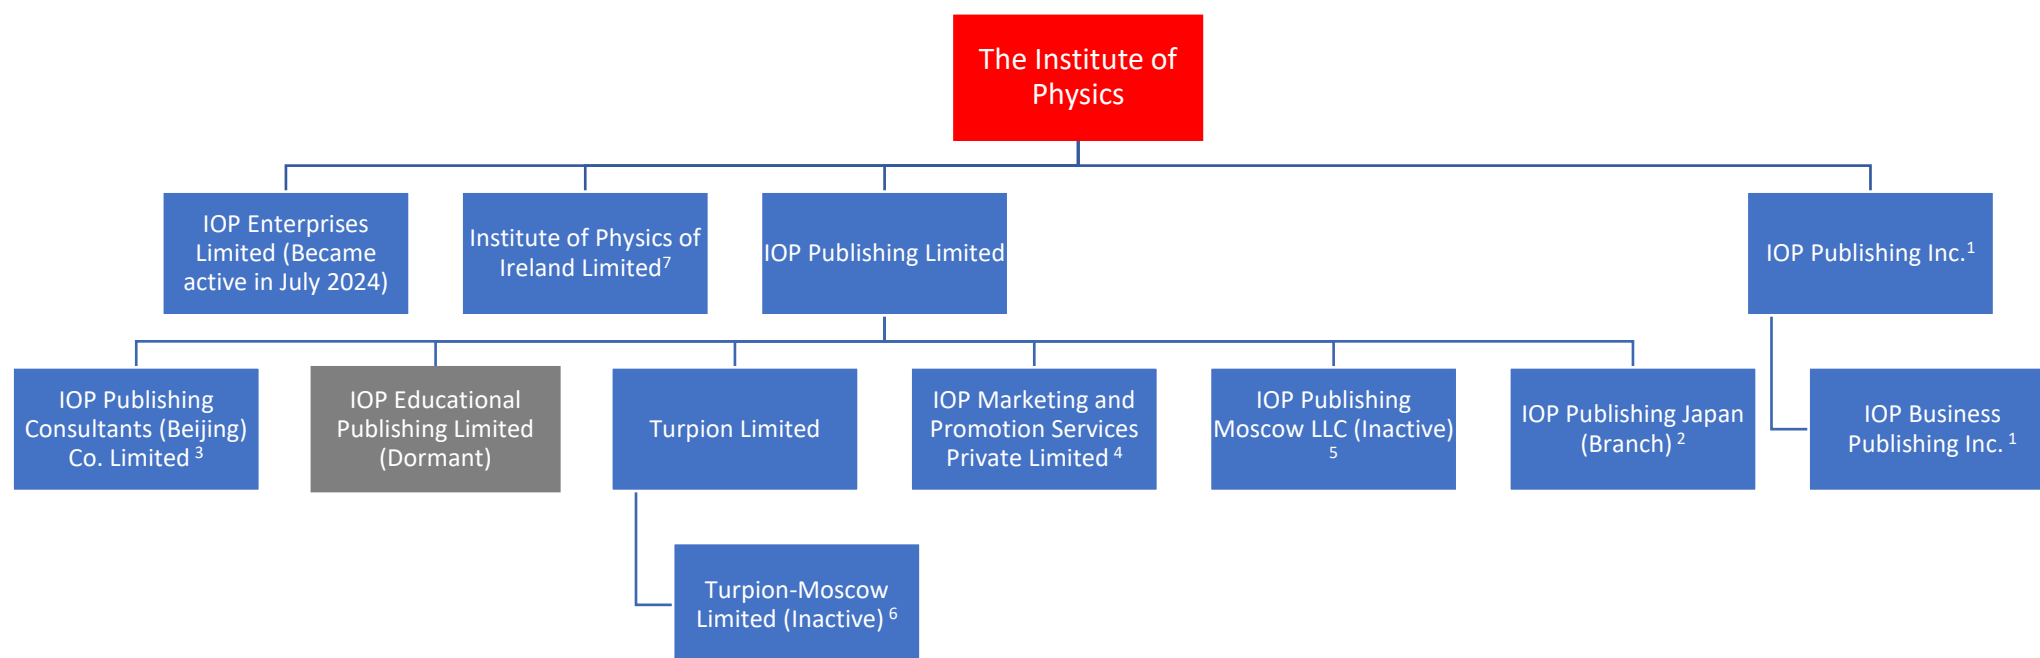 The Institute of
Physics
IOP Enterprises
Limited (Became
active in July 2024)
Institute of Physics of
Ireland Limited⁷
IOP Publishing Limited
IOP Publishing Inc.¹
IOP Publishing
Consultants (Beijing)
Co. Limited ³
IOP Educational
Publishing Limited
(Dormant)
Turpion Limited
IOP Marketing and
Promotion Services
Private Limited ⁴
IOP Publishing
Moscow LLC (Inactive)
⁵
IOP Publishing Japan
(Branch) ²
IOP Business
Publishing Inc. ¹
Turpion-Moscow
Limited (Inactive) ⁶